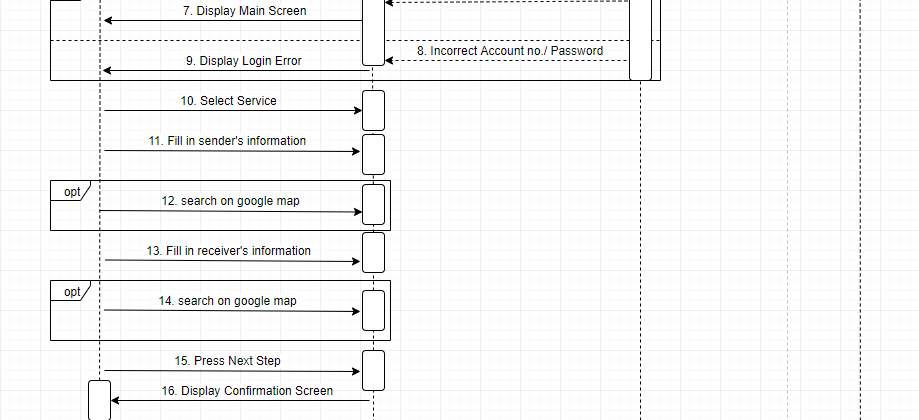 7. Display Main Screen
8. Incorrect Account no./ Password
9. Display Login Error
10. Select Service
11. Fill in sender's information
opt
12. search on google map
13. Fill in receiver's information
opt
14. search on google map
15. Press Next Step
16. Display Confirmation Screen